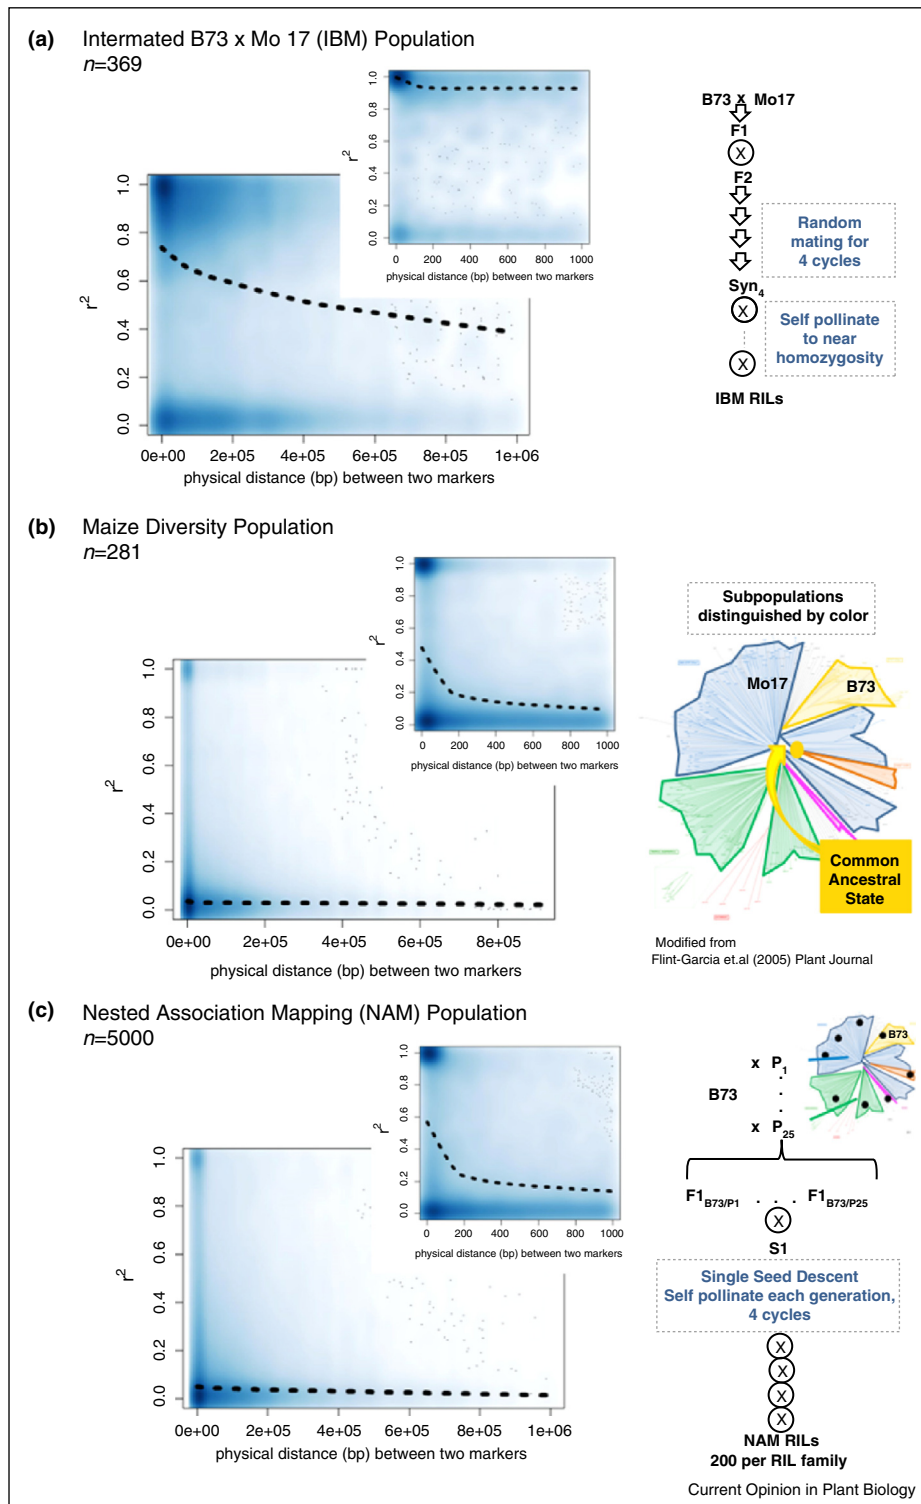 (a) Intermated B73 x Mo 17 (IBM) Population
n=369
r2
1.0
0.8
0.6
0.4
0.2
0.0
0 200 400 600 800 1000
physical distance (bp) between two markers
r2
1.0
0.8
0.6
0.4
0.2
0.0
0e+00 2e+05 4e+05 6e+05 8e+05 1e+06
physical distance (bp) between two markers
B73 x Mo17
F1
X
F2
Random
mating for
4 cycles
Syn4
X
Self pollinate
to near
homozygosity
X
IBM RILs
(b) Maize Diversity Population
n=281
r2
1.0
0.8
0.6
0.4
0.2
0.0
0 200 400 600 800 1000
physical distance (bp) between two markers
r2
1.0
0.8
0.6
0.4
0.2
0.0
0e+00 2e+05 4e+05 6e+05 8e+05
physical distance (bp) between two markers
Subpopulations
distinguished by color
Mo17
B73
Common
Ancestral
State
Modified from
Flint-Garcia et.al (2005) Plant Journal
(c) Nested Association Mapping (NAM) Population
n=5000
r2
1.0
0.8
0.6
0.4
0.2
0.0
0 200 400 600 800 1000
physical distance (bp) between two markers
r2
1.0
0.8
0.6
0.4
0.2
0.0
0e+00 2e+05 4e+05 6e+05 8e+05 1e+06
physical distance (bp) between two markers
B73
x P1
B73
x P25
F1B73/P1 . . . F1B73/P25
X
S1
Single Seed Descent
Self pollinate each generation,
4 cycles
X
X
X
X
NAM RILs
200 per RIL family
Current Opinion in Plant Biology